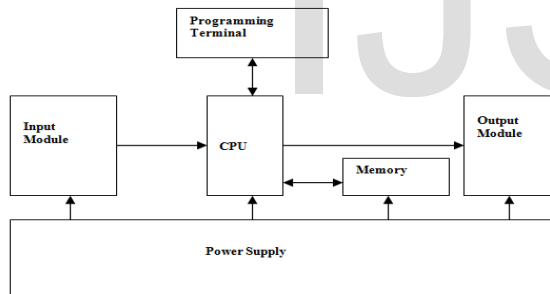 Programming
Terminal
Input
Module
CPU
Output
Module
Memory
Power Supply